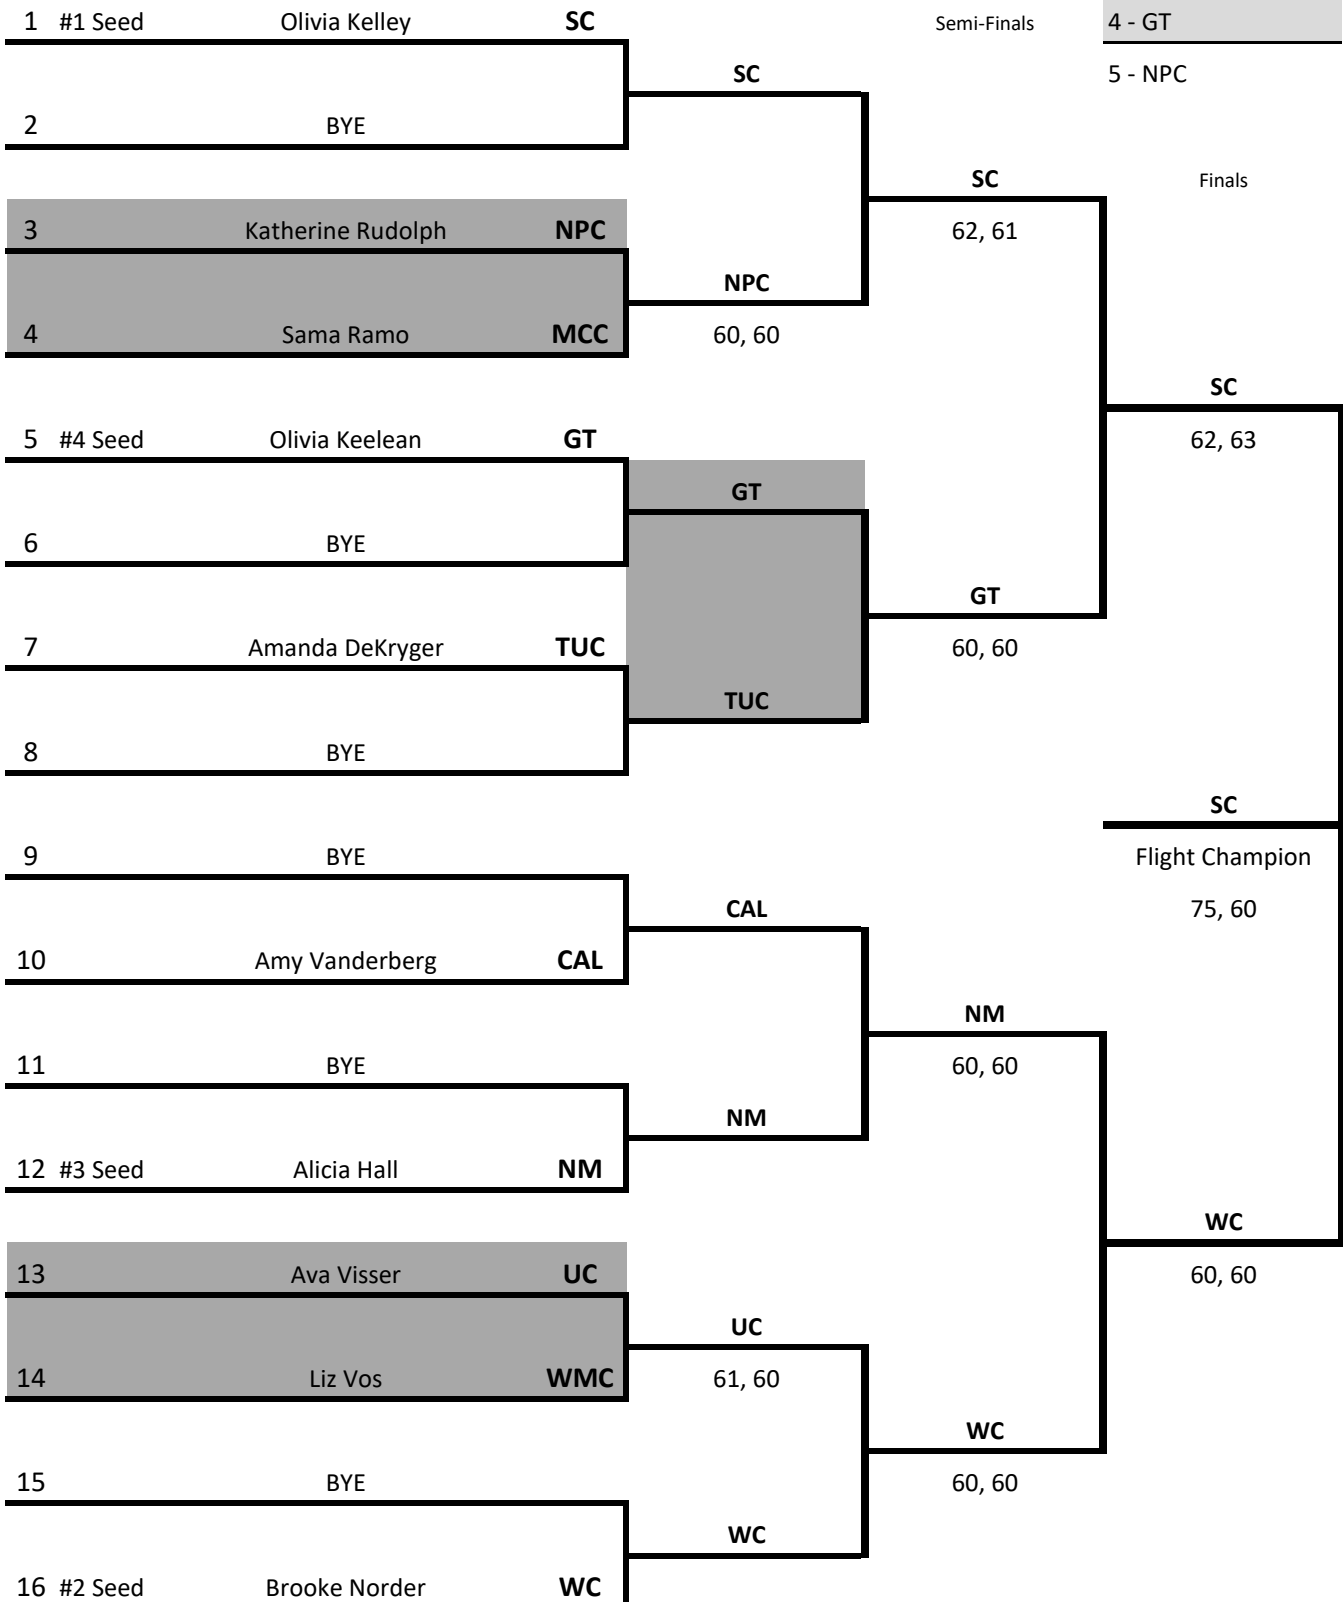 1 #1 Seed Olivia Kelley SC Semi-Finals 4 - GT
SC 5 - NPC
2 BYE
SC Finals
3 Katherine Rudolph NPC 62, 61
NPC
4 Sama Ramo MCC 60, 60
SC
5 #4 Seed Olivia Keelean GT 62, 63
GT
6 BYE
GT
7 Amanda DeKryger TUC 60, 60
TUC
8 BYE
SC
9 BYE Flight Champion
CAL 75, 60
10 Amy Vanderberg CAL
NM
11 BYE 60, 60
NM
12 #3 Seed Alicia Hall NM
WC
13 Ava Visser UC 60, 60
UC
14 Liz Vos WMC 61, 60
WC
15 BYE 60, 60
WC
16 #2 Seed Brooke Norder WC